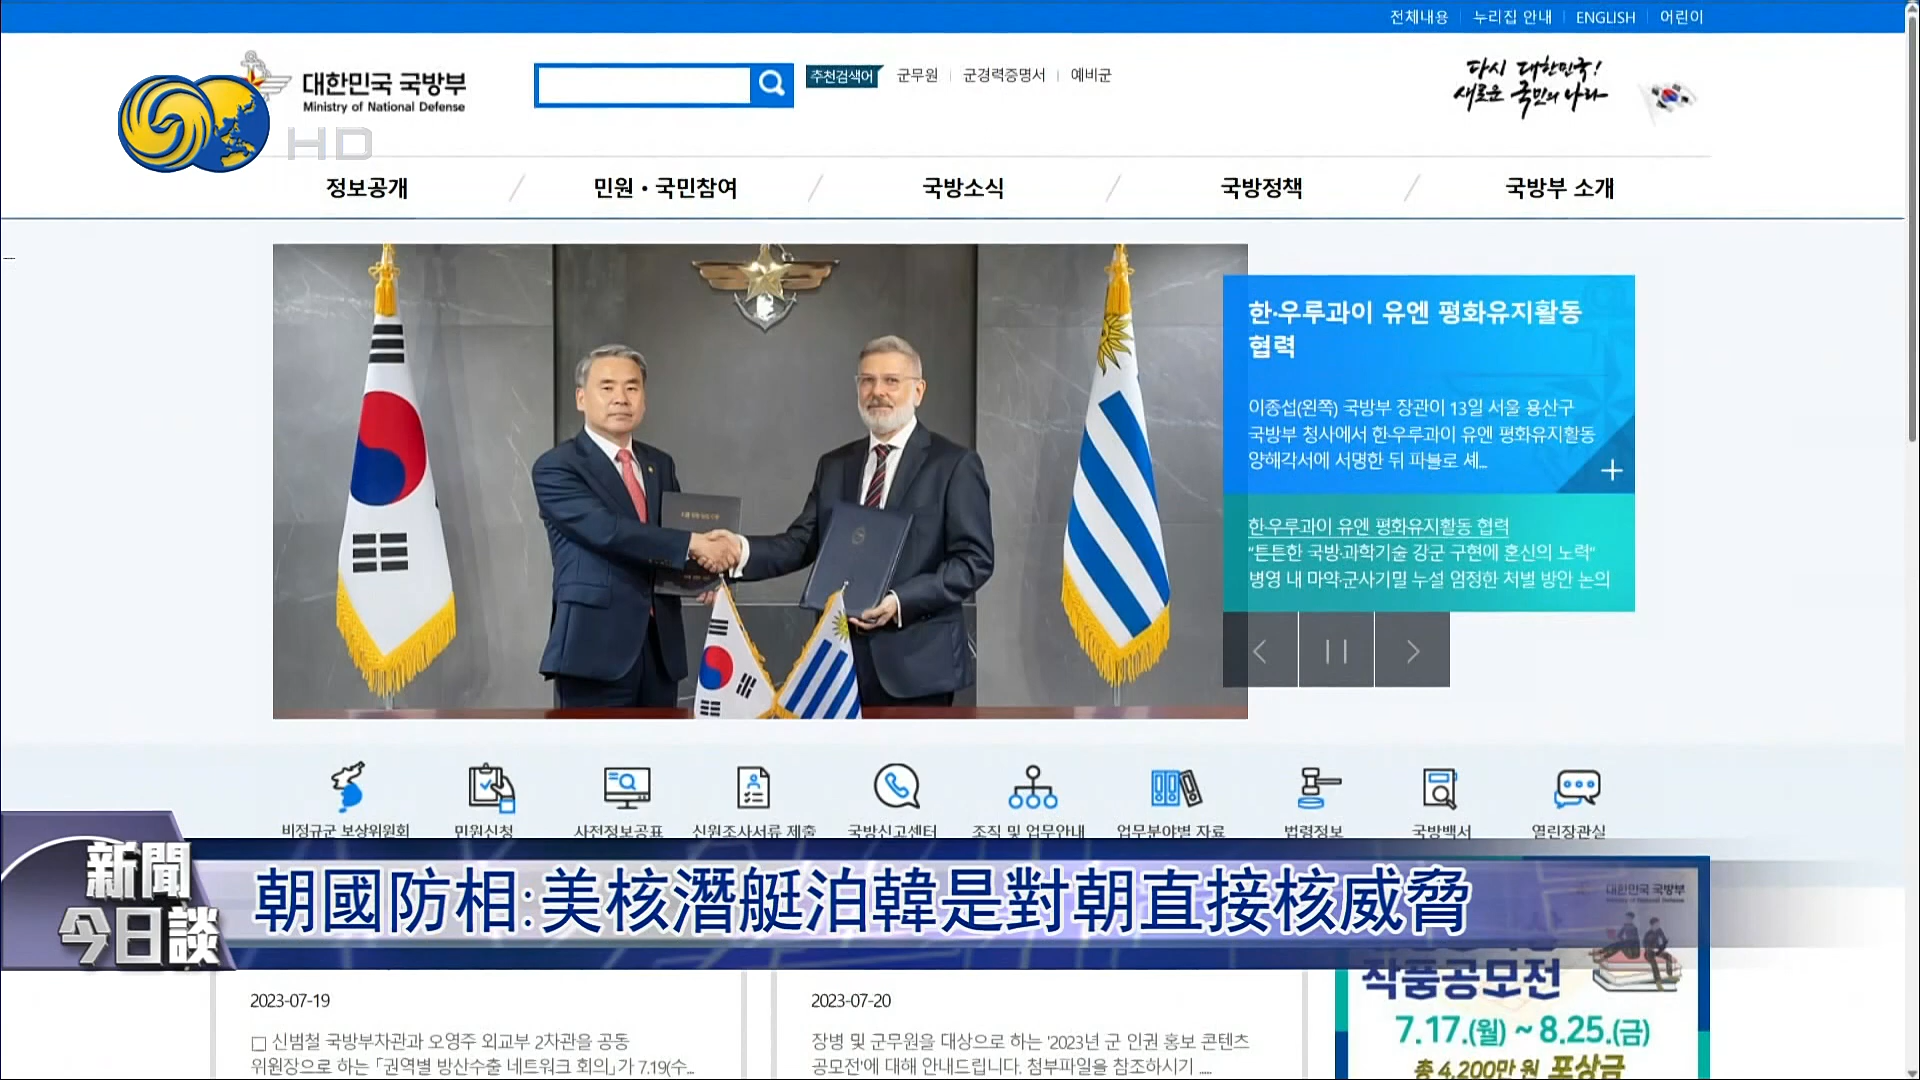 전체내용
누리집 안내
ENGLISH
어린이
대한민국 국방부
Ministry of National Defense
HD
추천검색어
군무원
군경력증명서
예비군
다시 대한민국!
새로운 국민의 나라
정보공개
민원 · 국민참여
국방소식
국방정책
국방부 소개
한·우루과이 유엔 평화유지활동
협력
이종섭(왼쪽) 국방부 장관이 13일 서울 용산구
국방부 청사에서 한·우루과이 유엔 평화유지활동
양해각서에 서명한 뒤 파블로 셰...
한·우루과이 유엔 평화유지활동 협력
“튼튼한 국방·과학기술 강군 구현에 혼신의 노력”
병영 내 마약·군사기밀 누설 엄정한 처벌 방안 논의
비정규군 보상위원회
민원신청
사전정보공표
신원조사서류 제출
국방신고센터
조직 및 업무안내
업무분야별 자료
법령정보
국방백서
열린장관실
新聞
今日談
朝國防相:美核潛艇泊韓是對朝直接核威脅
대한민국 국방부
Ministry of National Defense
작품공모전
7.17.(월) ~ 8.25.(금)
총 4,200만 원 포상금
2023-07-19
□ 신범철 국방부차관과 오영주 외교부 2차관을 공동
위원장으로 하는 「권역별 방산수출 네트워크 회의」가 7.19(수...
2023-07-20
장병 및 군무원을 대상으로 하는 '2023년 군 인권 홍보 콘텐츠
공모전'에 대해 안내드립니다. 첨부파일을 참조하시기 ....